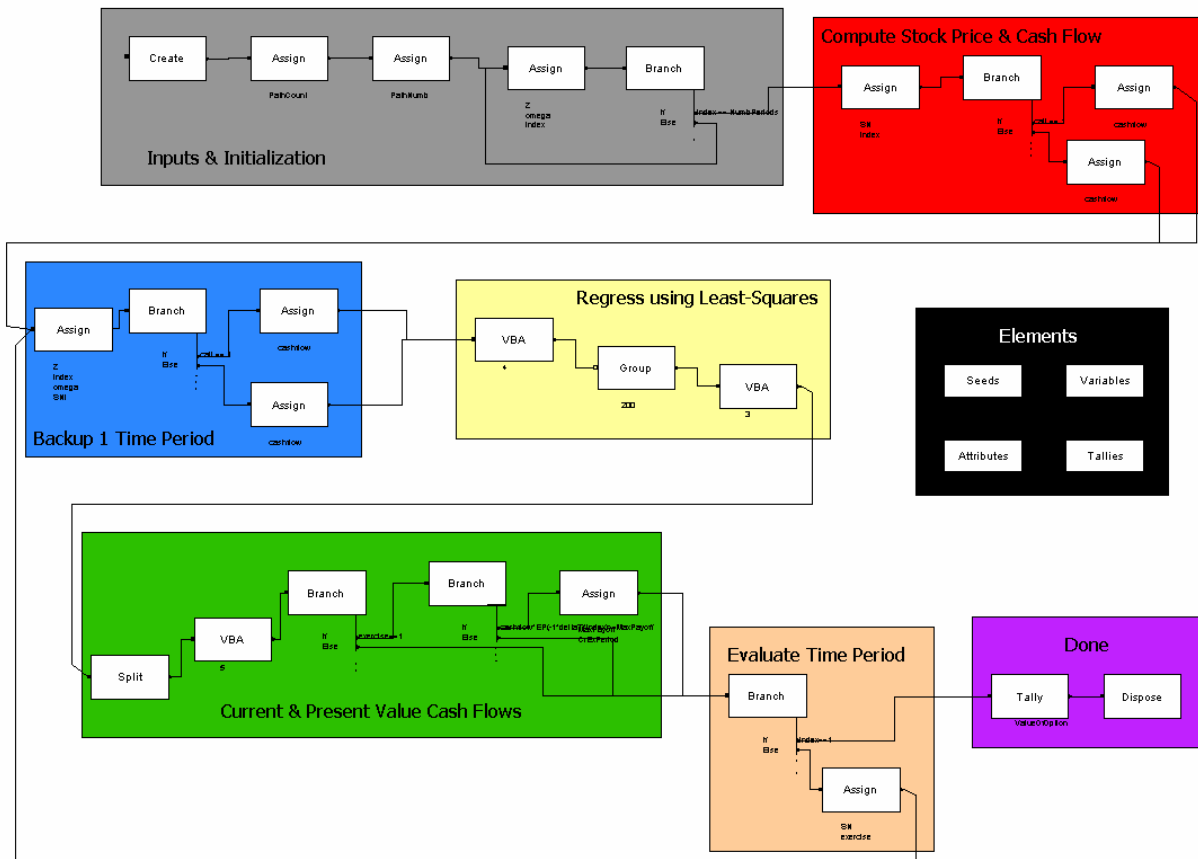 Create
Assign
PathCount
Assign
PathNumb
Assign
Z
omega
Index
Branch
If
Index == NumbPeriods
Else
Inputs & Initialization
Compute Stock Price & Cash Flow
Assign
Index
Branch
If
Else
Assign
cashflow
Assign
cashflow
Assign
Z
Index
omega
Branch
If
Else
Assign
cashflow
Assign
cashflow
Backup 1 Time Period
Regress using Least-Squares
VBA
4
Group
200
VBA
3
Elements
Seeds
Variables
Attributes
Tallies
Split
VBA
5
Branch
If
exercise==1
Else
Branch
If
Else
Assign
MaxPayoff
CrExPeriod
Current & Present Value Cash Flows
Evaluate Time Period
Branch
If
Index==1
Else
Assign
exercise
Done
Tally
ValueOfOption
Dispose